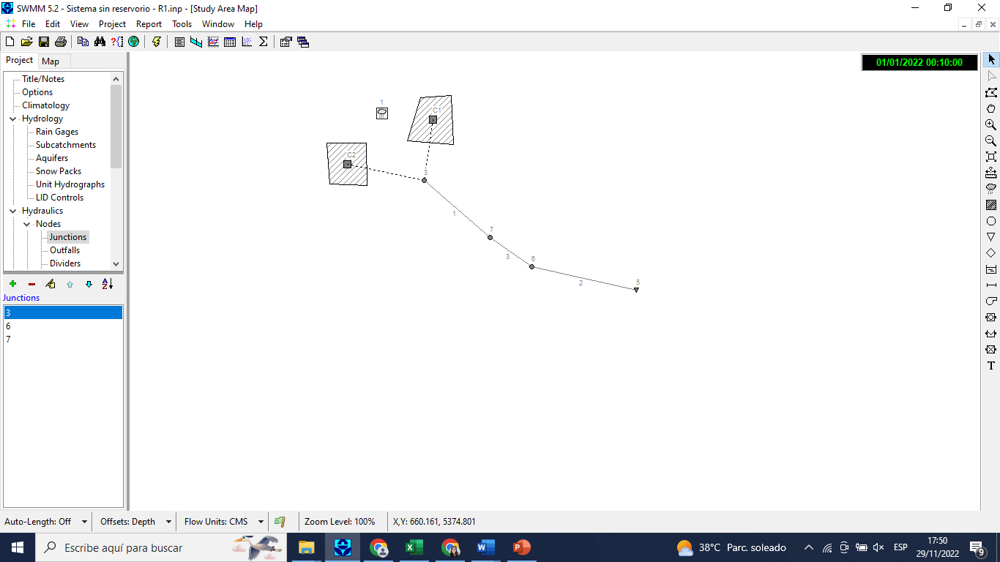 SWMM 5.2 - Sistema sin reservorio - R1.inp - [Study Area Map]
File Edit View Project Report Tools Window Help
Project Map
01/01/2022 00:10:00
Title/Notes
Options
Climatology
Hydrology
Rain Gages
Subcatchments
Aquifers
Snow Packs
Unit Hydrographs
LID Controls
Hydraulics
Nodes
Junctions
Outfalls
Dividers
Junctions
3
6
7
1
C1
C2
3
1
7
3
6
2
5
T
Auto-Length: Off Offsets: Depth Flow Units: CMS Zoom Level: 100% X,Y: 660.161, 5374.801
Escribe aquí para buscar
38°C Parc. soleado
ESP
17:50
29/11/2022
9